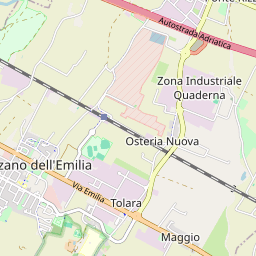 Autostrada Adriatica
Zona Industriale
Quaderna
Osteria Nuova
zano dell'Emilia
Via Emilia
Tolara
Maggio